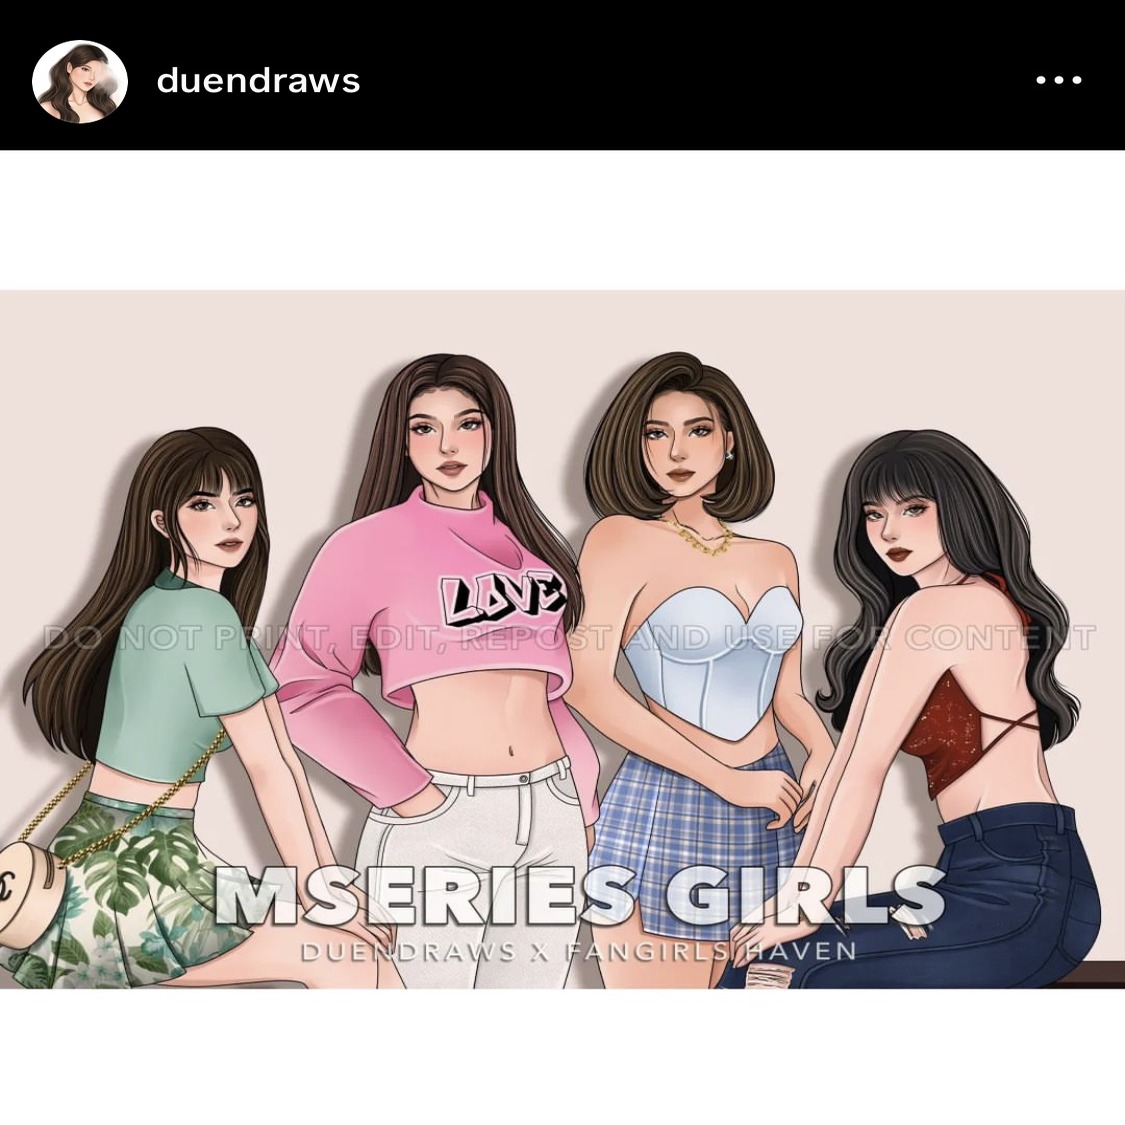 duendraws
LOVE
DO NOT PRINT, EDIT, REPOST AND USE FOR CONTENT
MSERIES GIRLS
DUENDRAWS X FANGIRLS HAVEN